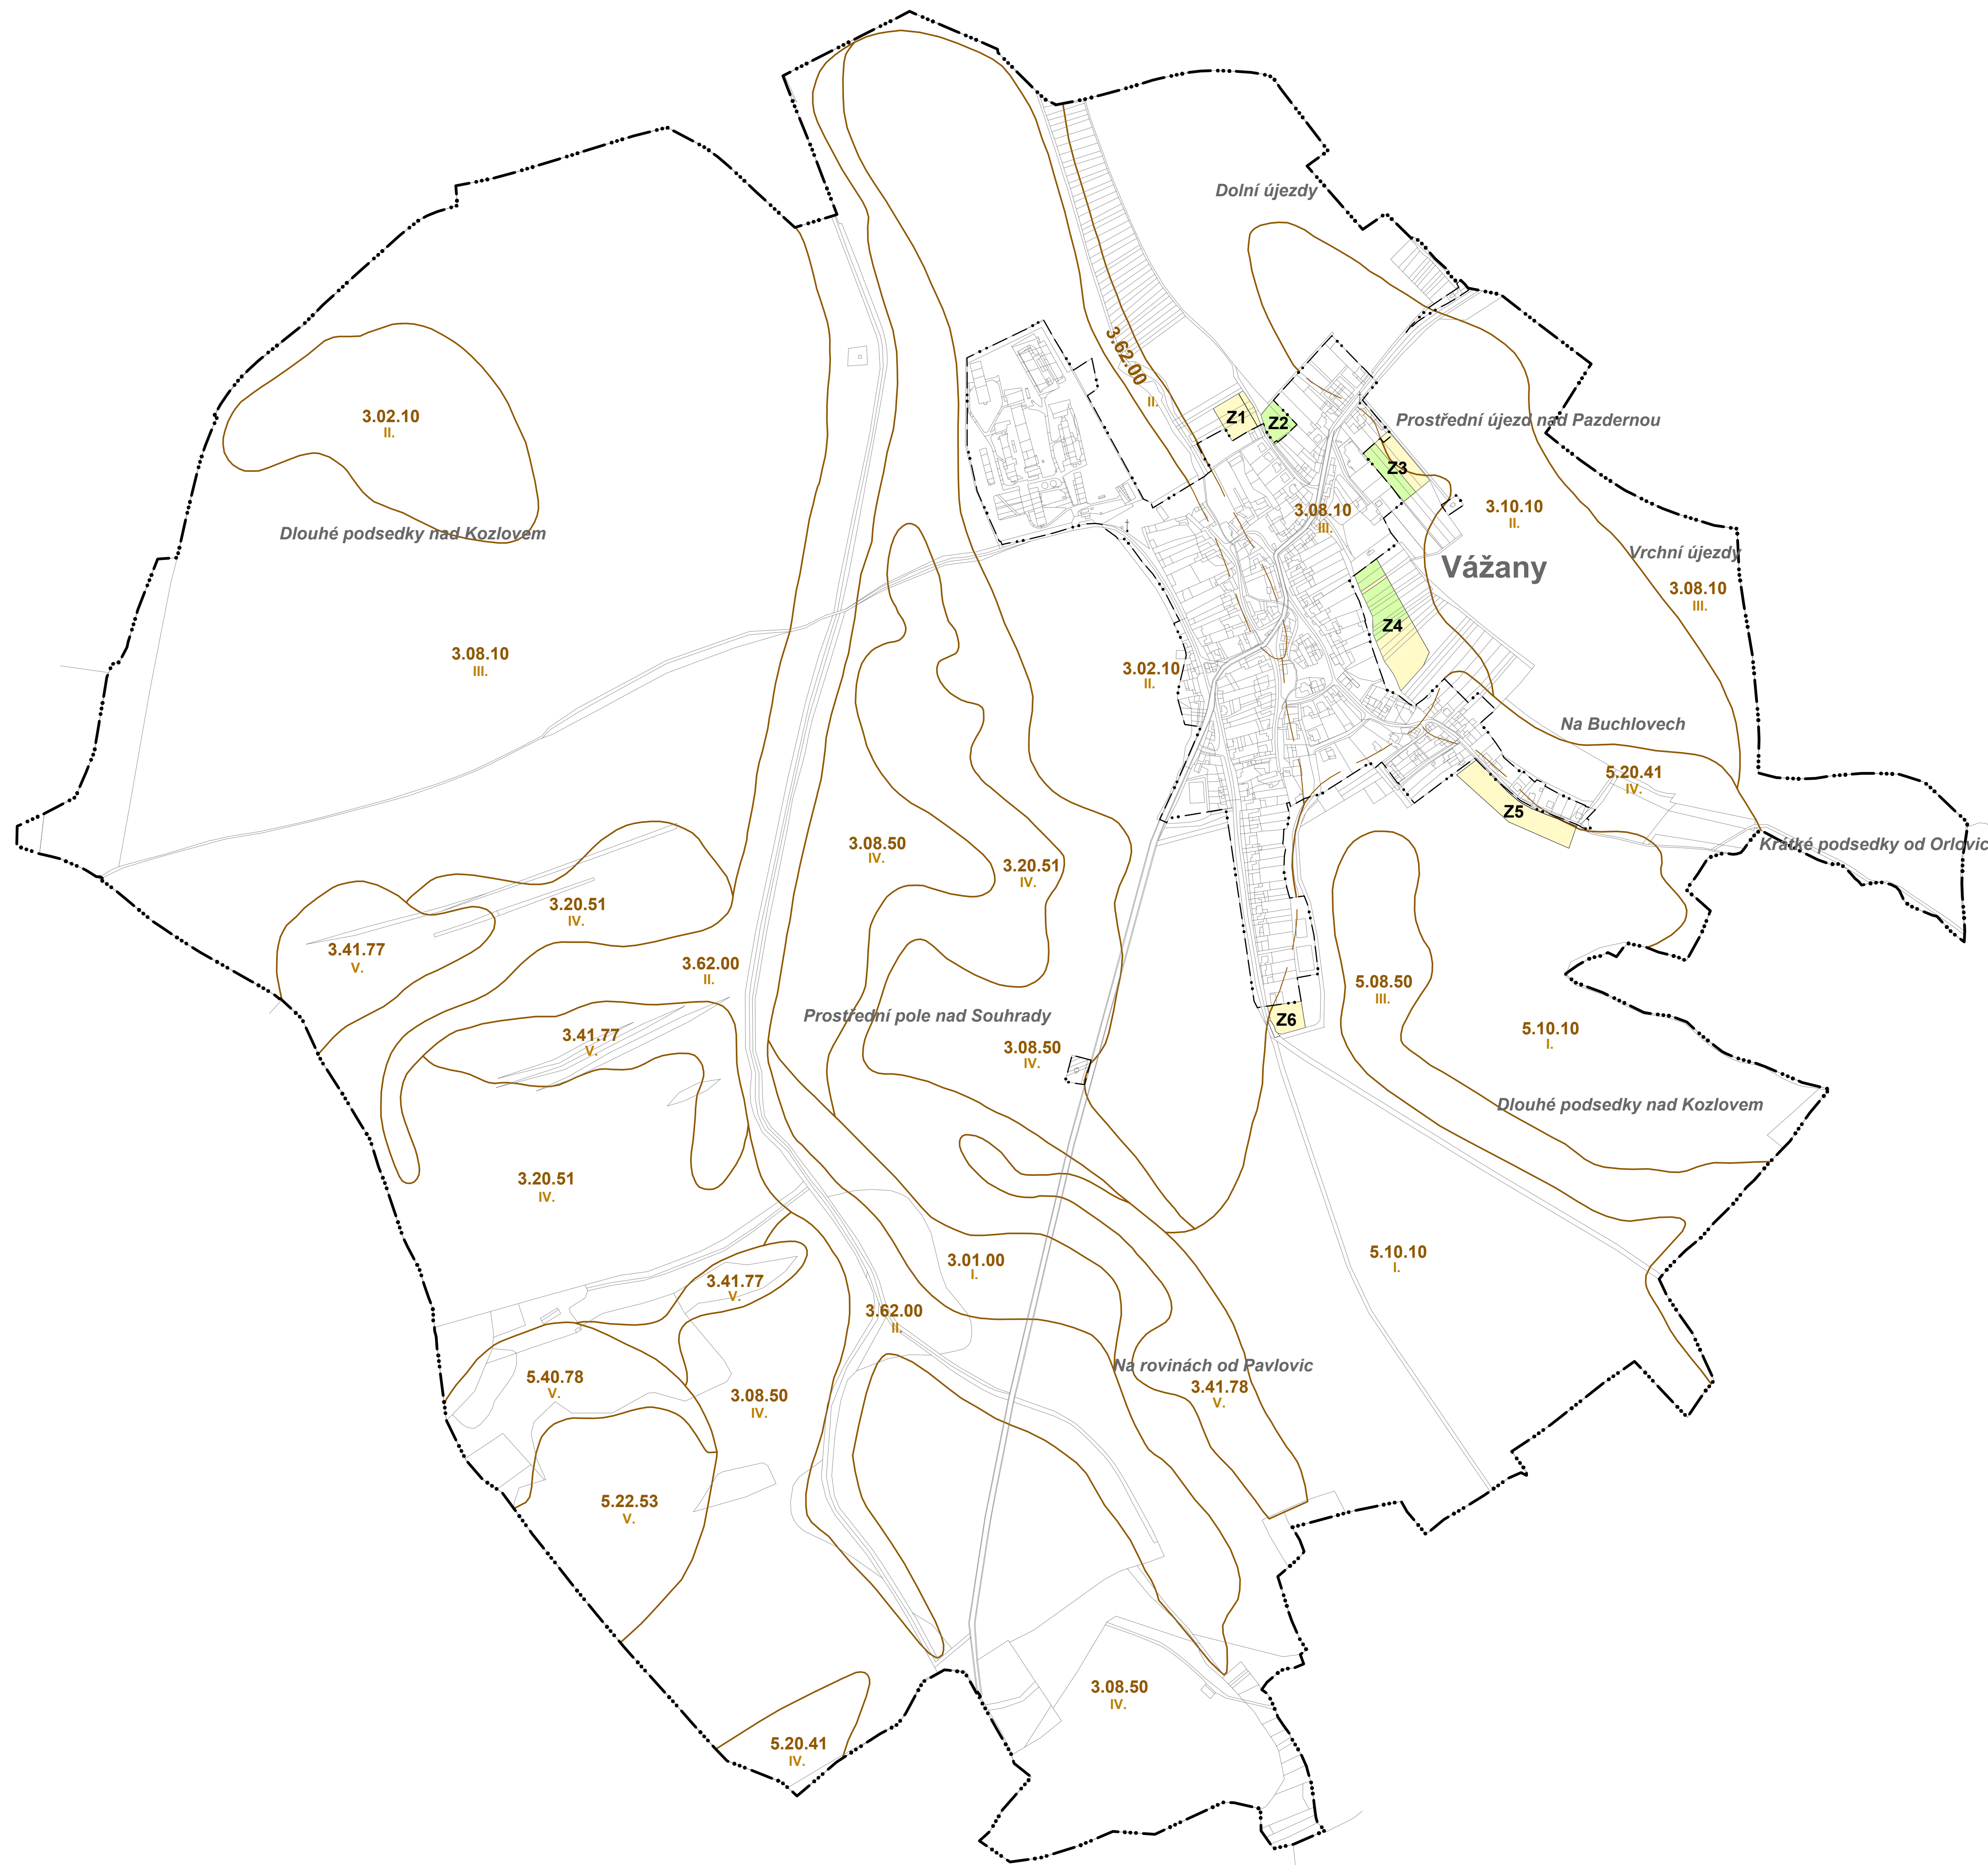 Dolní újezdy
3.62.00
II.
3.02.10
II.
Z1
Z2
Prostřední újezd nad Pazdernou
Z3
3.08.10
III.
3.10.10
II.
Dlouhé podsedky nad Kozlovem
Vážany
Vrchní újezdy
3.08.10
III.
Z4
3.08.10
III.
3.02.10
II.
Na Buchlovech
5.20.41
IV.
Z5
Krátké podsedky od Orlovic
3.08.50
IV.
3.20.51
IV.
3.20.51
IV.
3.41.77
V.
3.62.00
II.
5.08.50
III.
Prostřední pole nad Souhrady
Z6
5.10.10
I.
3.41.77
V.
3.08.50
IV.
Dlouhé podsedky nad Kozlovem
3.20.51
IV.
5.10.10
I.
3.01.00
I.
3.41.77
V.
3.62.00
II.
Na rovinách od Pavlovic
3.41.78
V.
5.40.78
V.
3.08.50
IV.
5.22.53
V.
3.08.50
IV.
5.20.41
IV.